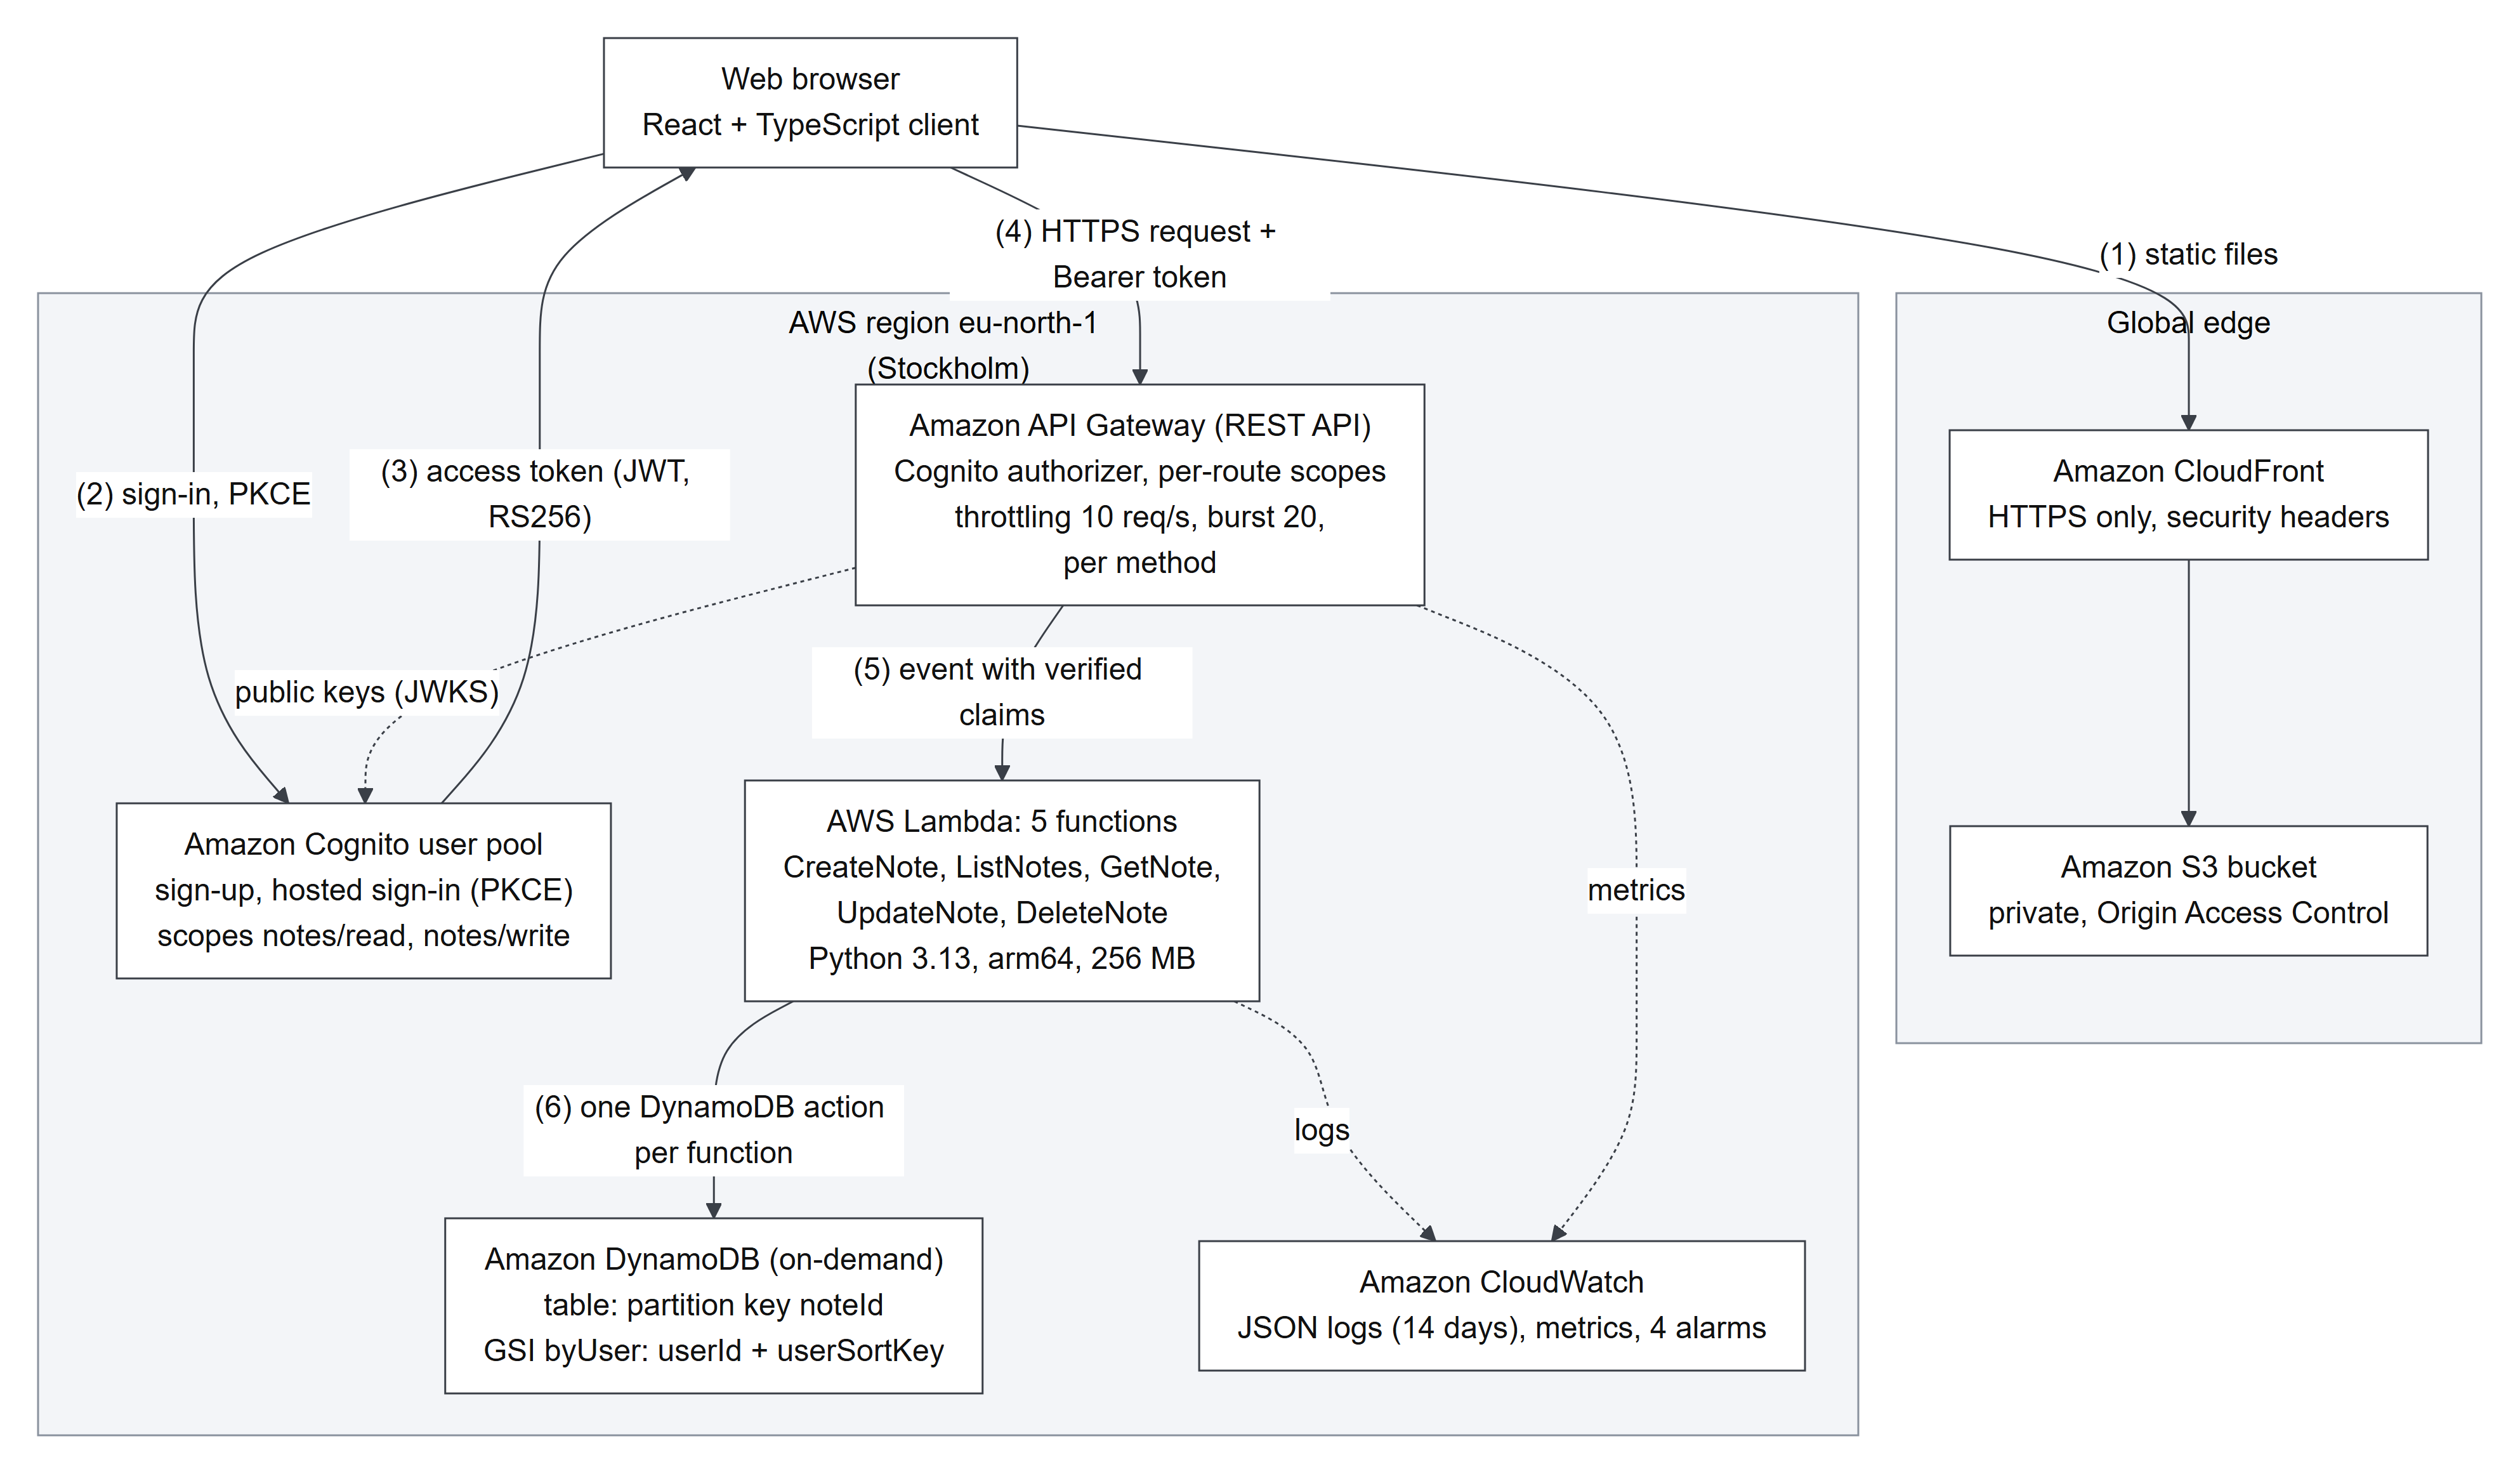 Web browser
React + TypeScript client
(4) HTTPS request +
Bearer token
(1) static files
AWS region eu-north-1
(Stockholm)
Global edge
Amazon API Gateway (REST API)
Cognito authorizer, per-route scopes
throttling 10 req/s, burst 20,
per method
(2) sign-in, PKCE
(3) access token (JWT,
RS256)
Amazon CloudFront
HTTPS only, security headers
public keys (JWKS)
(5) event with verified
claims
Amazon Cognito user pool
sign-up, hosted sign-in (PKCE)
scopes notes/read, notes/write
AWS Lambda: 5 functions
CreateNote, ListNotes, GetNote,
UpdateNote, DeleteNote
Python 3.13, arm64, 256 MB
metrics
Amazon S3 bucket
private, Origin Access Control
(6) one DynamoDB action
per function
logs
Amazon DynamoDB (on-demand)
table: partition key noteId
GSI byUser: userId + userSortKey
Amazon CloudWatch
JSON logs (14 days), metrics, 4 alarms